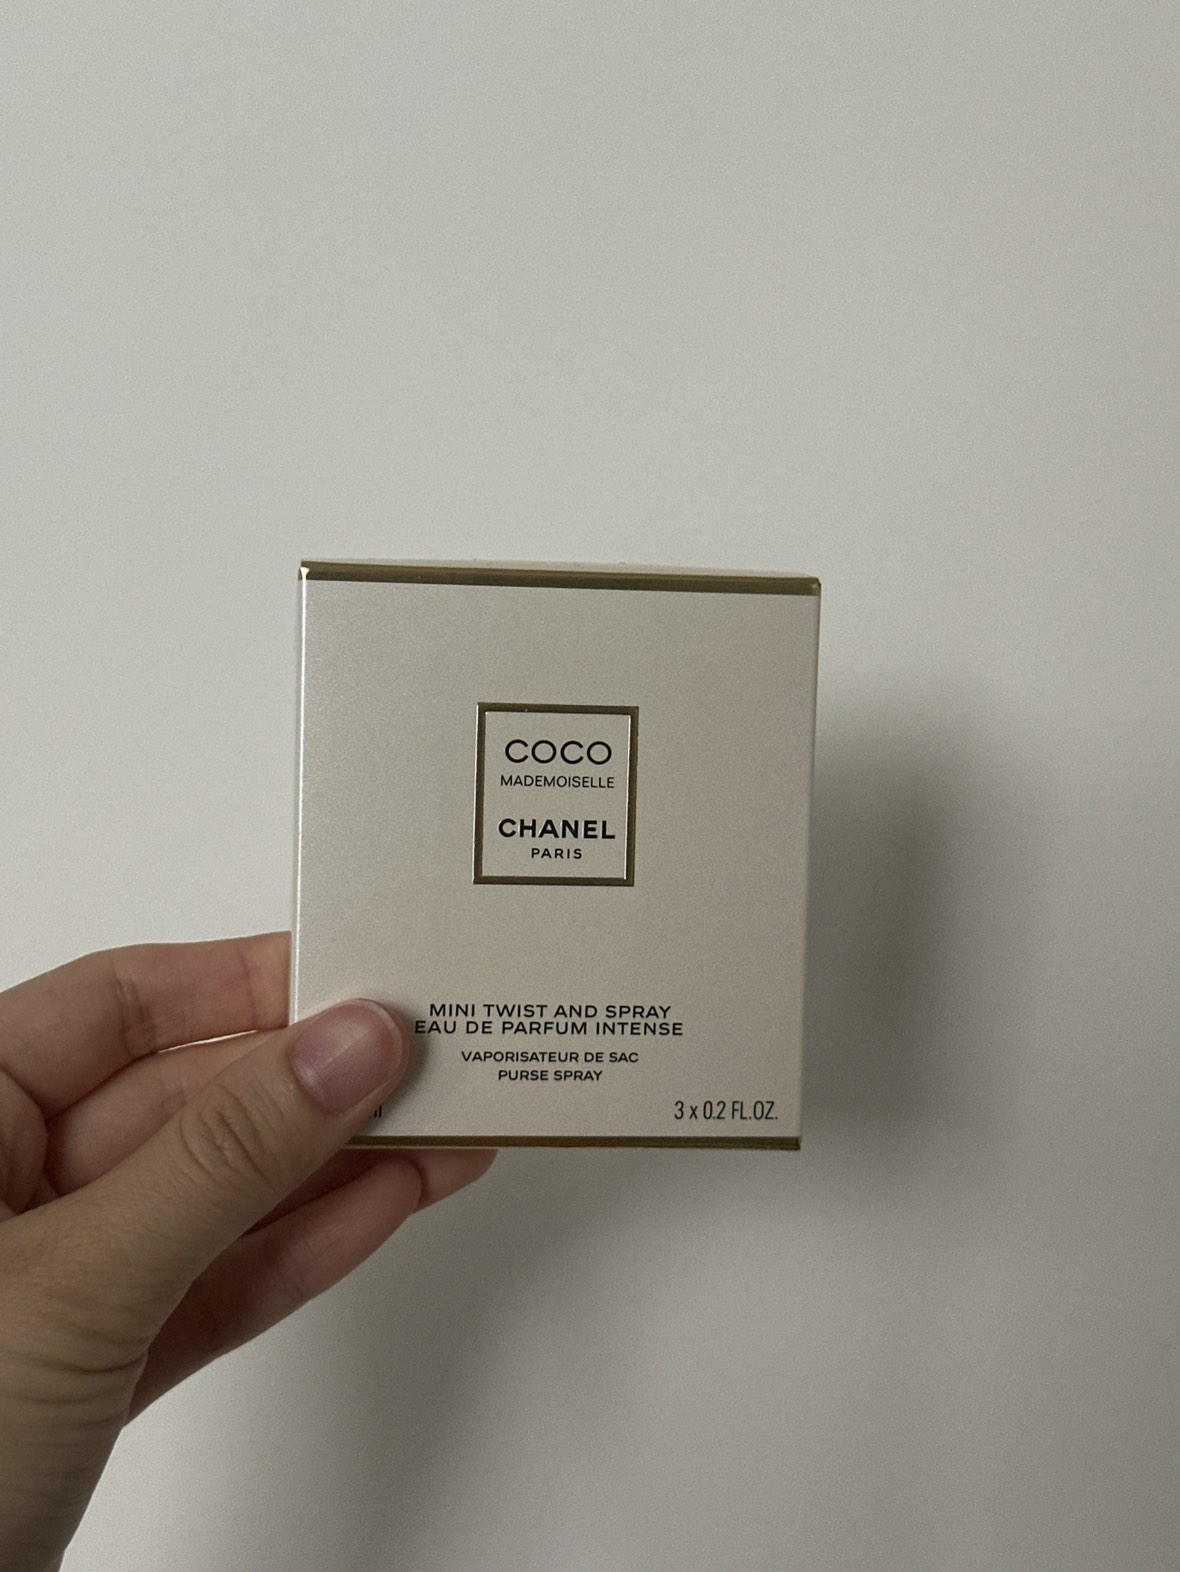 COCO
MADEMOISELLE
CHANEL
PARIS
MINI TWIST AND SPRAY
EAU DE PARFUM INTENSE
VAPORISATEUR DE SAC
PURSE SPRAY
3 x 0.2 FL.OZ.